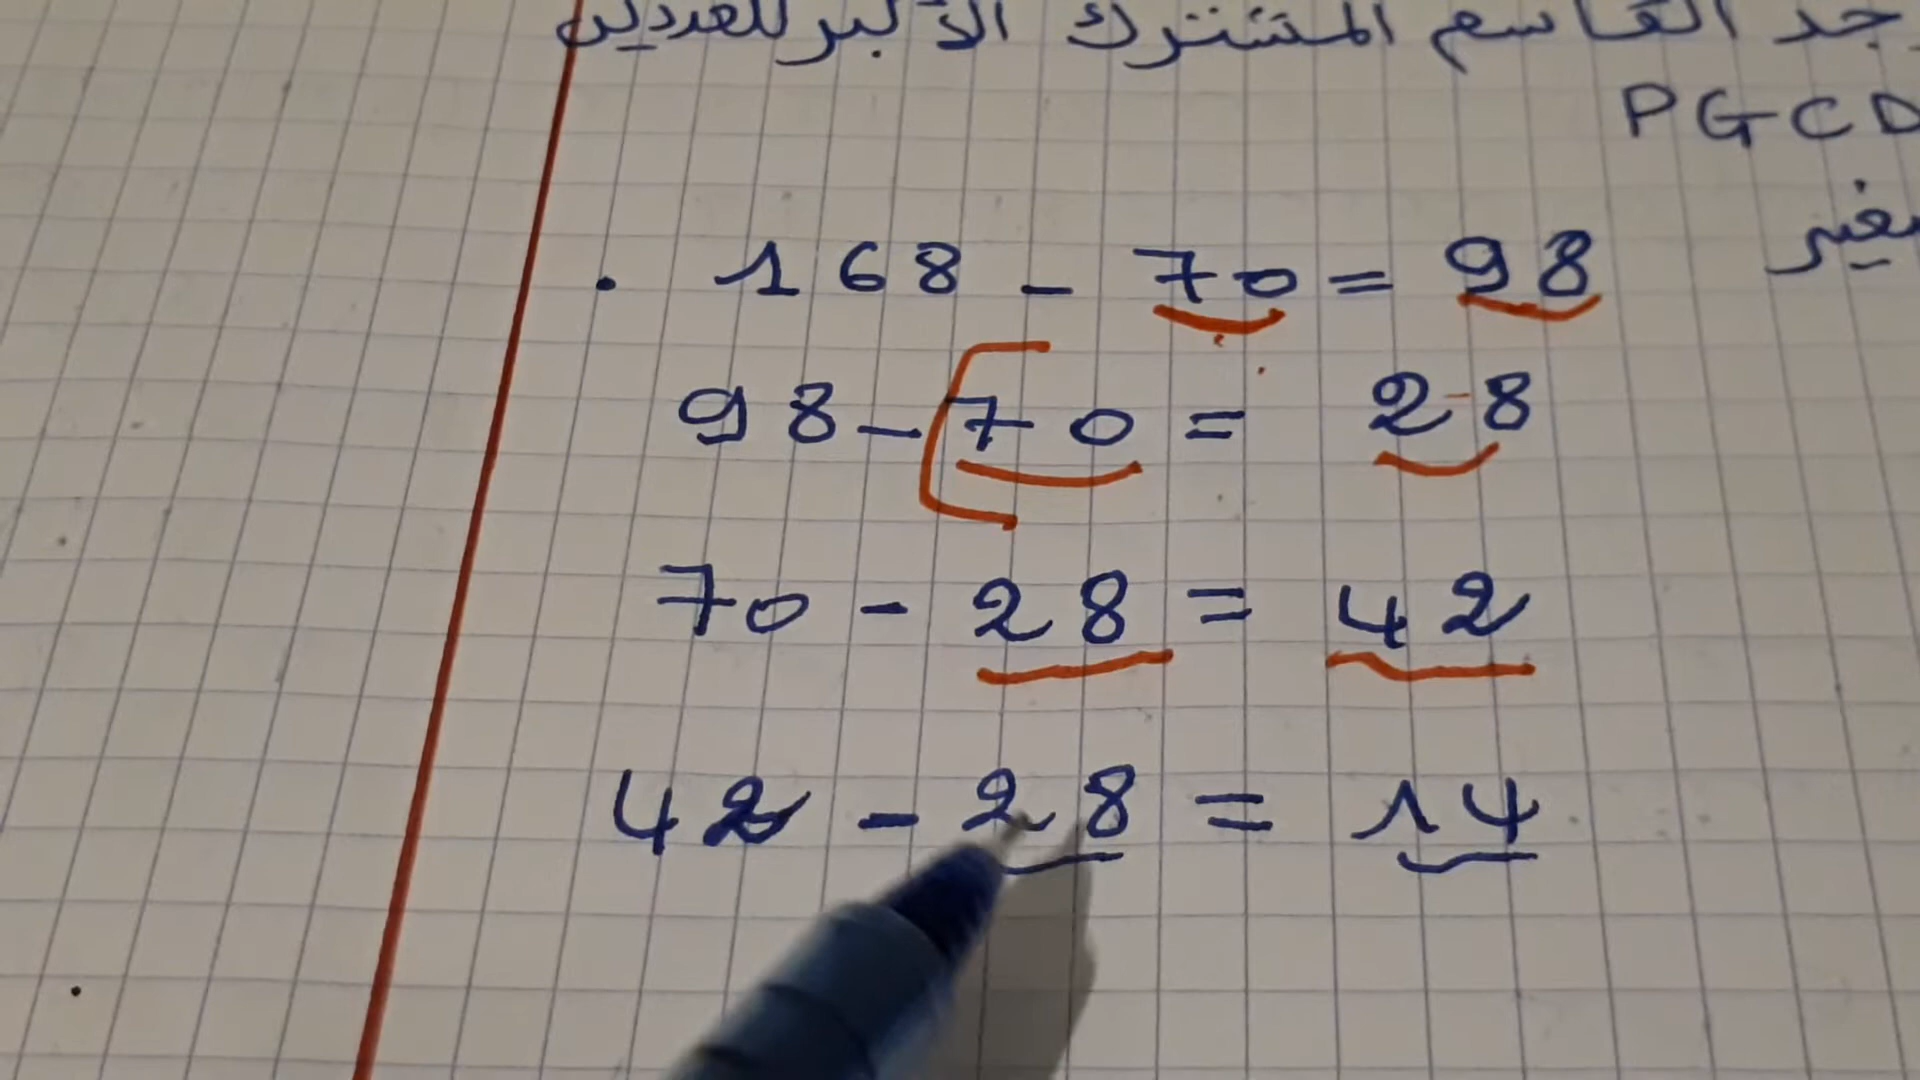 جد القاسم المشترك الأكبر للعددين
PGCD
168 - 70 = 98
98 - 70 = 28
70 - 28 = 42
42 - 28 = 14